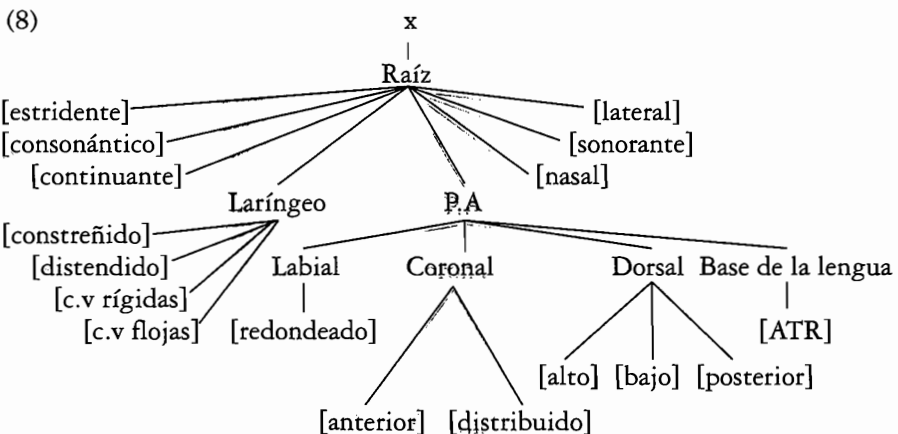 (8)
x
Raíz
[estridente] [lateral]
[consonántico] [sonorante]
[continuante] [nasal]
Laríngeo P.A
[constreñido]
[distendido] Labial Coronal Dorsal Base de la lengua
[c.v rígidas]
[c.v flojas] [redondeado] [ATR]
[alto] [bajo] [posterior]
[anterior] [distribuido]